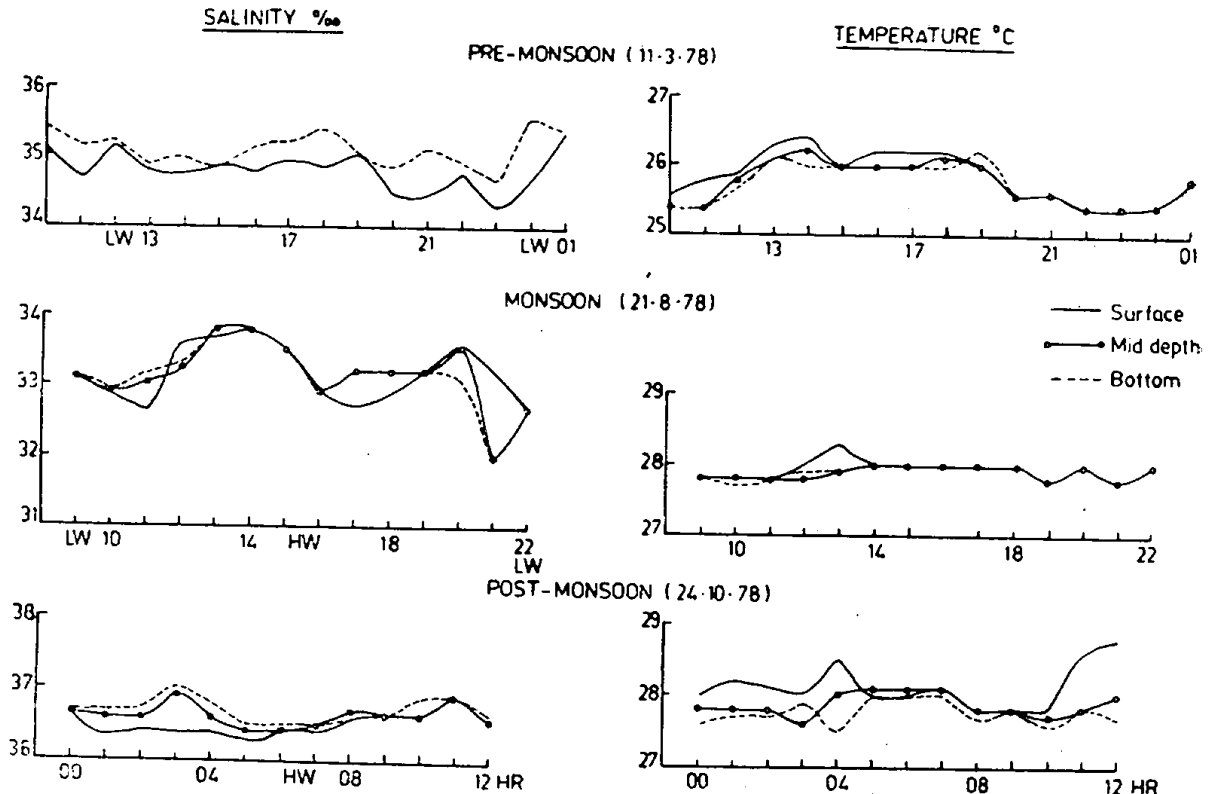 SALINITY ‰
TEMPERATURE °C
PRE-MONSOON (11·3·78)
36
35
34
LW 13 17 21 LW 01
27
26
25
13 17 21 01
MONSOON (21·8·78)
34
33
32
31
LW 10 14 HW 18 22
LW
Surface
Mid depth
Bottom
29
28
27
10 14 18 22
POST-MONSOON (24·10·78)
38
37
36
00 04 HW 08 12 HR
29
28
27
00 04 08 12 HR